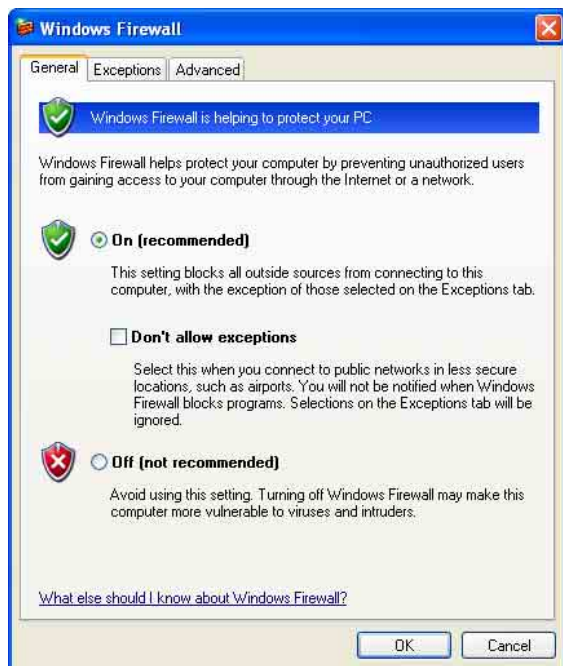 Windows Firewall
General Exceptions Advanced
Windows Firewall is helping to protect your PC
Windows Firewall helps protect your computer by preventing unauthorized users
from gaining access to your computer through the Internet or a network.
On (recommended)
This setting blocks all outside sources from connecting to this
computer, with the exception of those selected on the Exceptions tab.
Don't allow exceptions
Select this when you connect to public networks in less secure
locations, such as airports. You will not be notified when Windows
Firewall blocks programs. Selections on the Exceptions tab will be
ignored.
Off (not recommended)
Avoid using this setting. Turning off Windows Firewall may make this
computer more vulnerable to viruses and intruders.
What else should I know about Windows Firewall?
OK Cancel